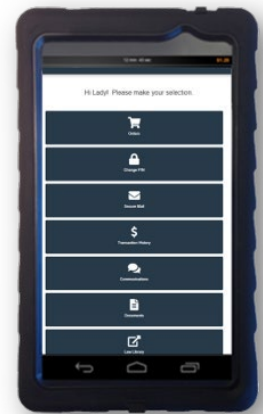 Hi Lady! Please make your selection.
Orders
Change PIN
Secure Mail
Transaction History
Communications
Documents
Law Library